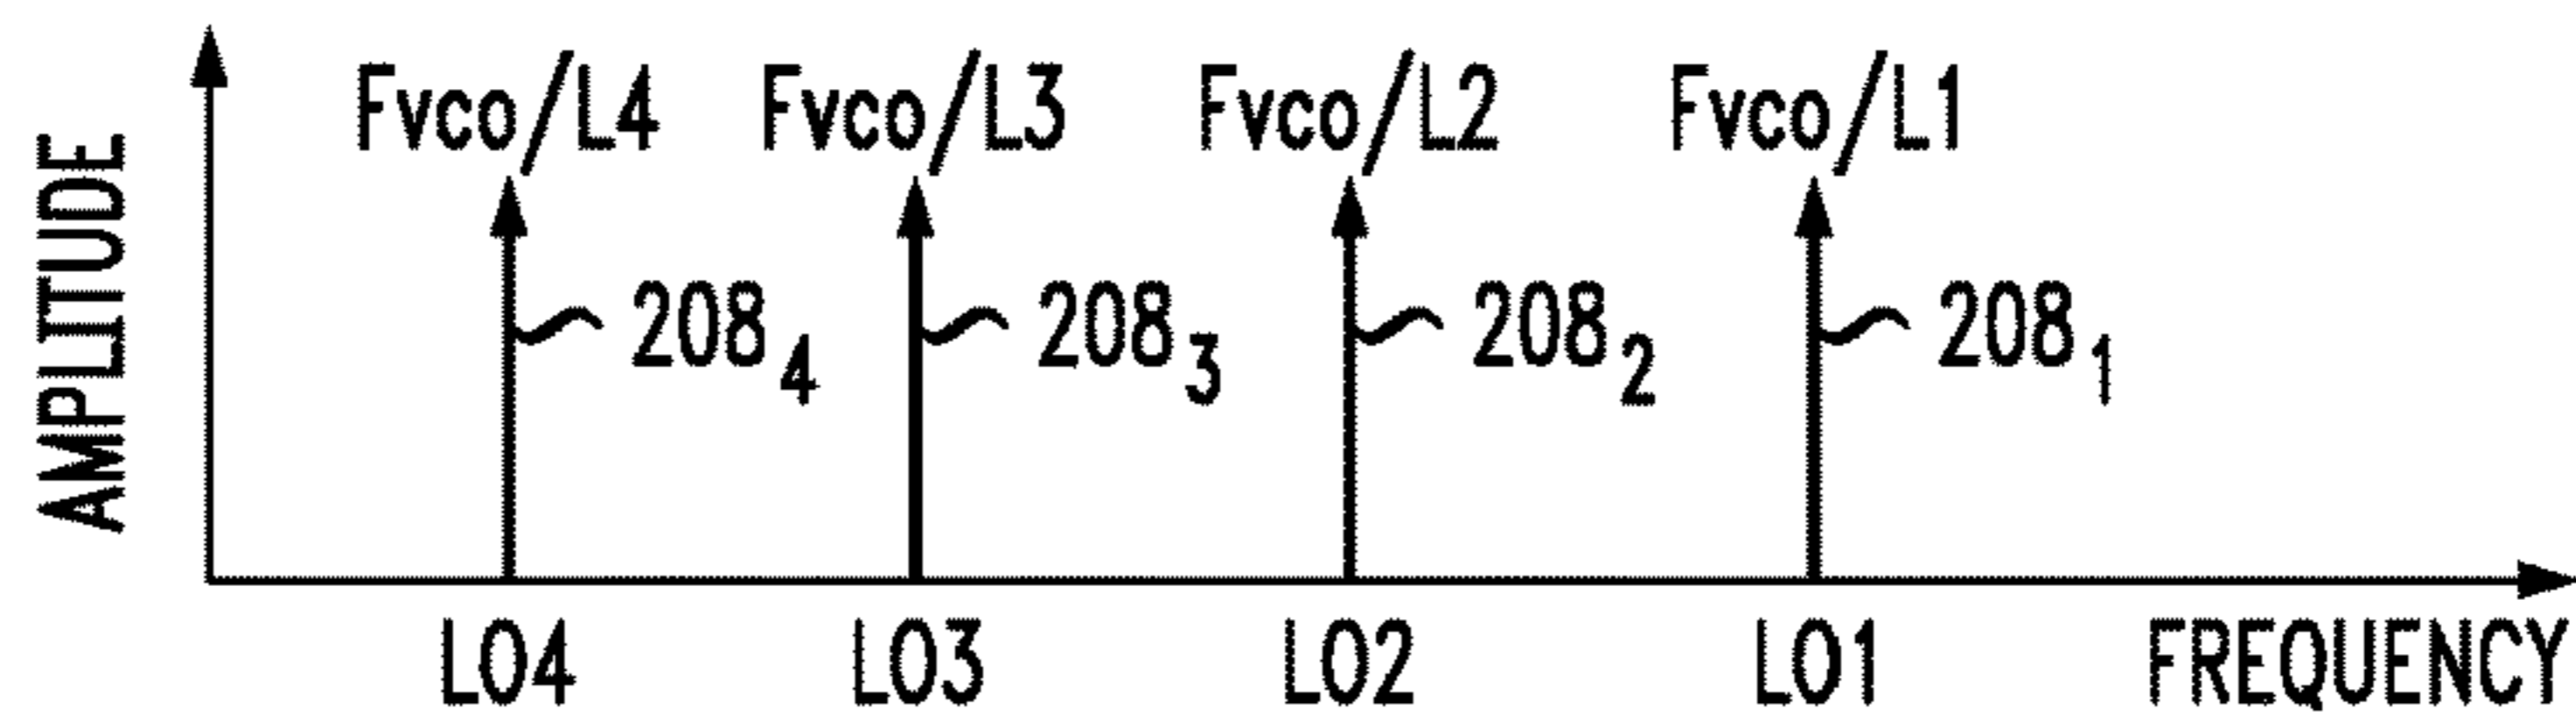 AMPLITUDE
Fvco/L4 Fvco/L3 Fvco/L2 Fvco/L1
208₄ 208₃ 208₂ 208₁
LO4 LO3 LO2 LO1 FREQUENCY